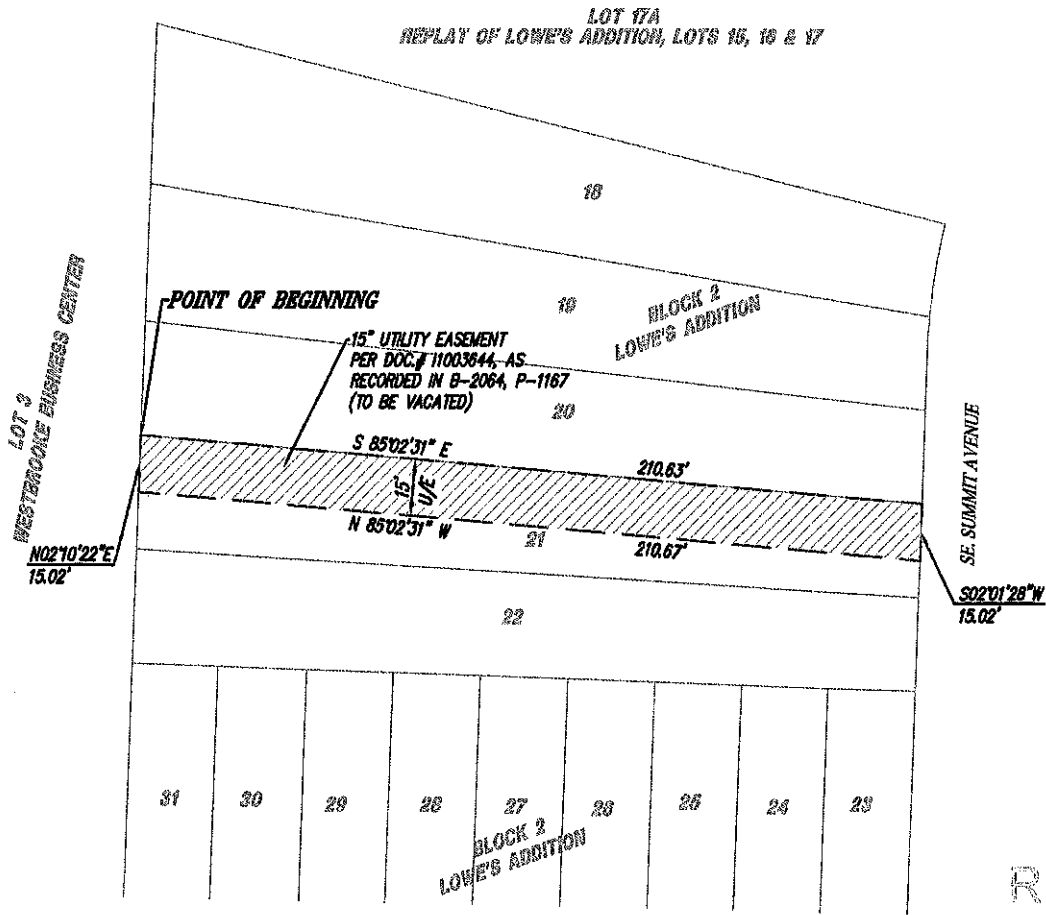 LOT 17A
REPLAT OF LOWE'S ADDITION, LOTS 15, 16 & 17
18
LOT 3
WESTBROOKE BUSINESS CENTER
POINT OF BEGINNING
19
BLOCK 2
LOWE'S ADDITION
15" UTILITY EASEMENT
PER DOC.# 11003644, AS
RECORDED IN B-2064, P-1167
(TO BE VACATED)
20
S 85°02'31" E
210.63'
15'
U/E
N 85°02'31" W
21
210.67'
SE. SUMMIT AVENUE
N02°10'22"E
15.02'
S02°01'28"W
15.02'
22
31
30
29
28
27
26
25
24
23
BLOCK 2
LOWE'S ADDITION
R